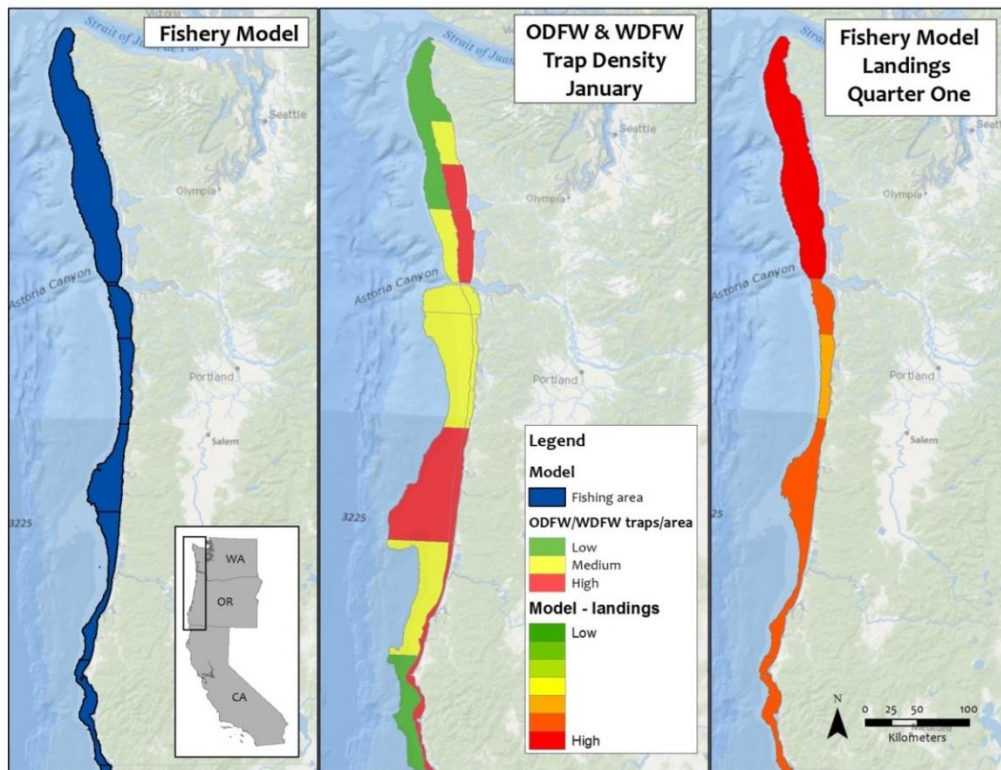 Fishery Model
Strait of Juan
Seattle
Olympia
Astoria Canyon
Portland
Salem
3225
WA
OR
CA
ODFW & WDFW
Trap Density
January
Strait of Juan
Seattle
Olympia
Astoria Canyon
Portland
3225
Legend
Model
Fishing area
ODFW/WDFW traps/area
Low
Medium
High
Model - landings
Low
High
Fishery Model
Landings
Quarter One
Seattle
Olympia
Astoria Canyon
Portland
Salem
3225
N
0 25 50 100
Kilometers